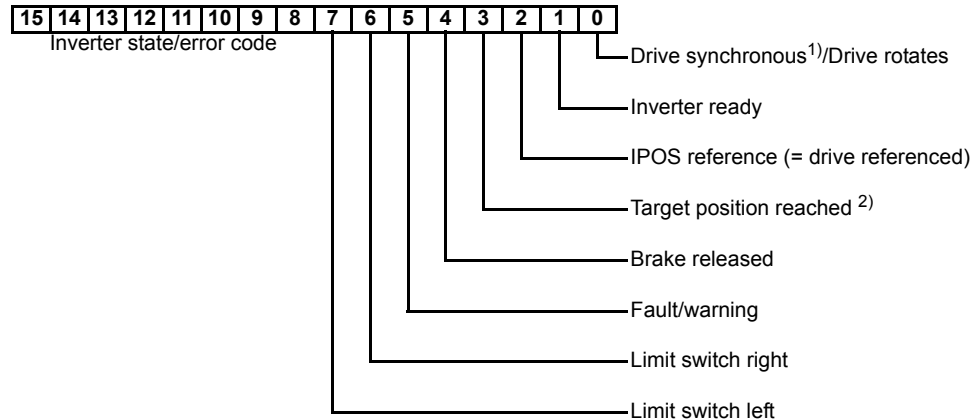 15 14 13 12 11 10 9 8 7 6 5 4 3 2 1 0
Inverter state/error code
Drive synchronous1)/Drive rotates
Inverter ready
IPOS reference (= drive referenced)
Target position reached 2)
Brake released
Fault/warning
Limit switch right
Limit switch left